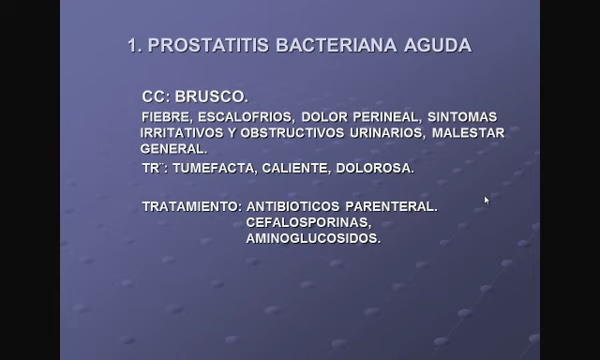 1. PROSTATITIS BACTERIANA AGUDA
CC: BRUSCO.
FIEBRE, ESCALOFRIOS, DOLOR PERINEAL, SINTOMAS
IRRITATIVOS Y OBSTRUCTIVOS URINARIOS, MALESTAR
GENERAL.
TR¨: TUMEFACTA, CALIENTE, DOLOROSA.
TRATAMIENTO: ANTIBIOTICOS PARENTERAL.
CEFALOSPORINAS,
AMINOGLUCOSIDOS.